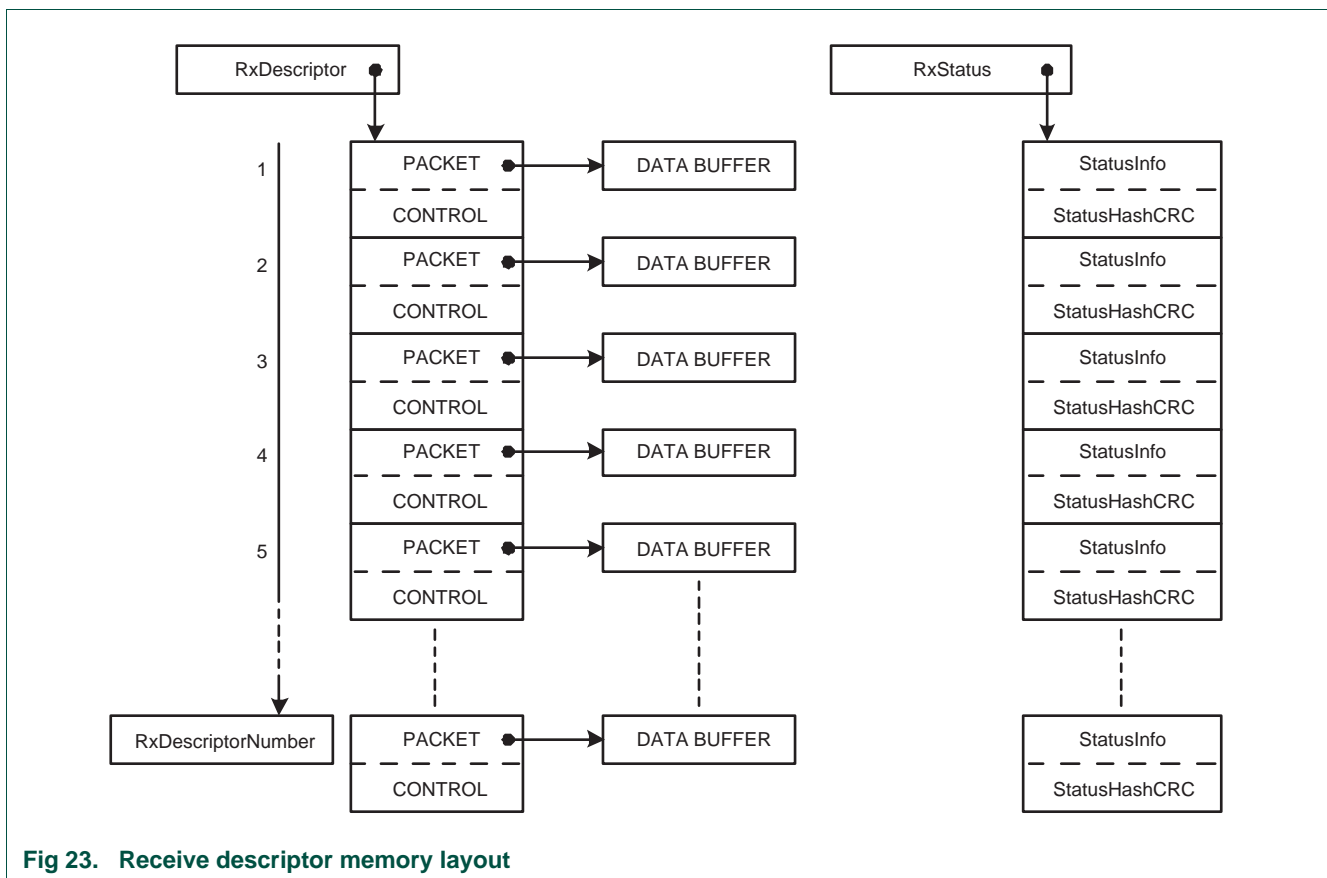 RxDescriptor
RxStatus
1
PACKET
DATA BUFFER
StatusInfo
CONTROL
StatusHashCRC
2
PACKET
DATA BUFFER
StatusInfo
CONTROL
StatusHashCRC
3
PACKET
DATA BUFFER
StatusInfo
CONTROL
StatusHashCRC
4
PACKET
DATA BUFFER
StatusInfo
CONTROL
StatusHashCRC
5
PACKET
DATA BUFFER
StatusInfo
CONTROL
StatusHashCRC
RxDescriptorNumber
PACKET
DATA BUFFER
StatusInfo
CONTROL
StatusHashCRC
Fig 23. Receive descriptor memory layout